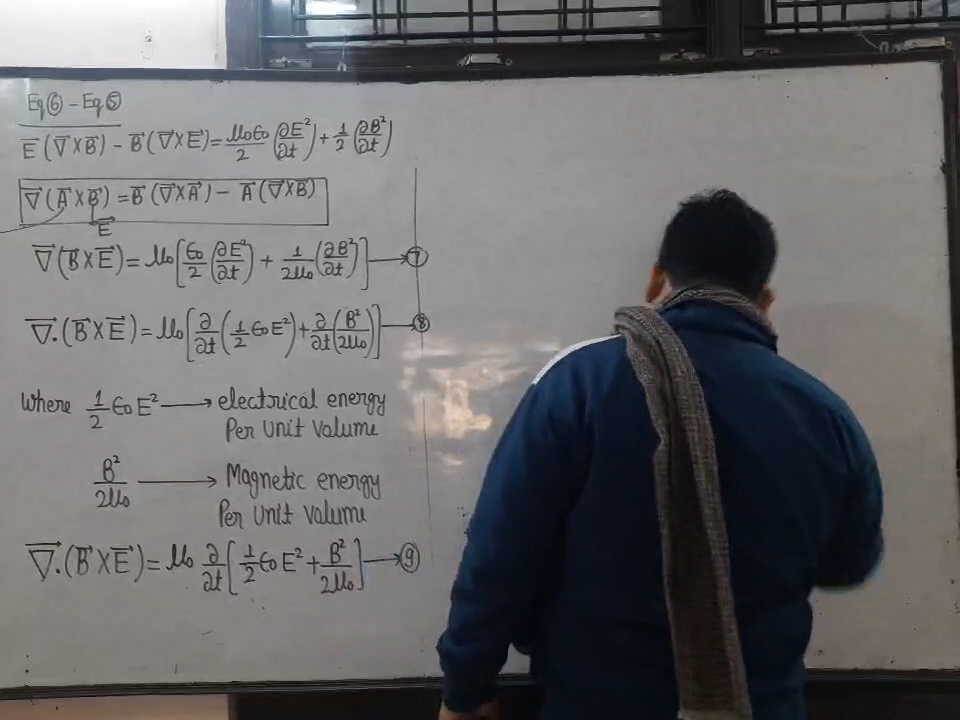 Eq⑥ - Eq⑤
E⃗ (∇⃗ X B⃗) - B⃗ (∇⃗ X E⃗) = μ₀ϵ₀/2 (∂E²/∂t) + 1/2 (∂B²/∂t)
∇⃗ (A⃗ X B⃗) = B⃗ (∇⃗ X A⃗) - A⃗ (∇⃗ X B⃗)
E⃗
∇⃗ (B⃗ X E⃗) = μ₀ [ϵ₀/2 (∂E²/∂t) + 1/2μ₀ (∂B²/∂t)] → ⑦
∇⃗. (B⃗ X E⃗) = μ₀ [∂/∂t (1/2 ϵ₀E²) + ∂/∂t (B²/2μ₀)] → ⑧
Where 1/2 ϵ₀E² → electrical energy
Per unit volume
B²/2μ₀ → Magnetic energy
Per unit volume
∇⃗. (B⃗ X E⃗) = μ₀ ∂/∂t [1/2 ϵ₀E² + B²/2μ₀] → ⑨